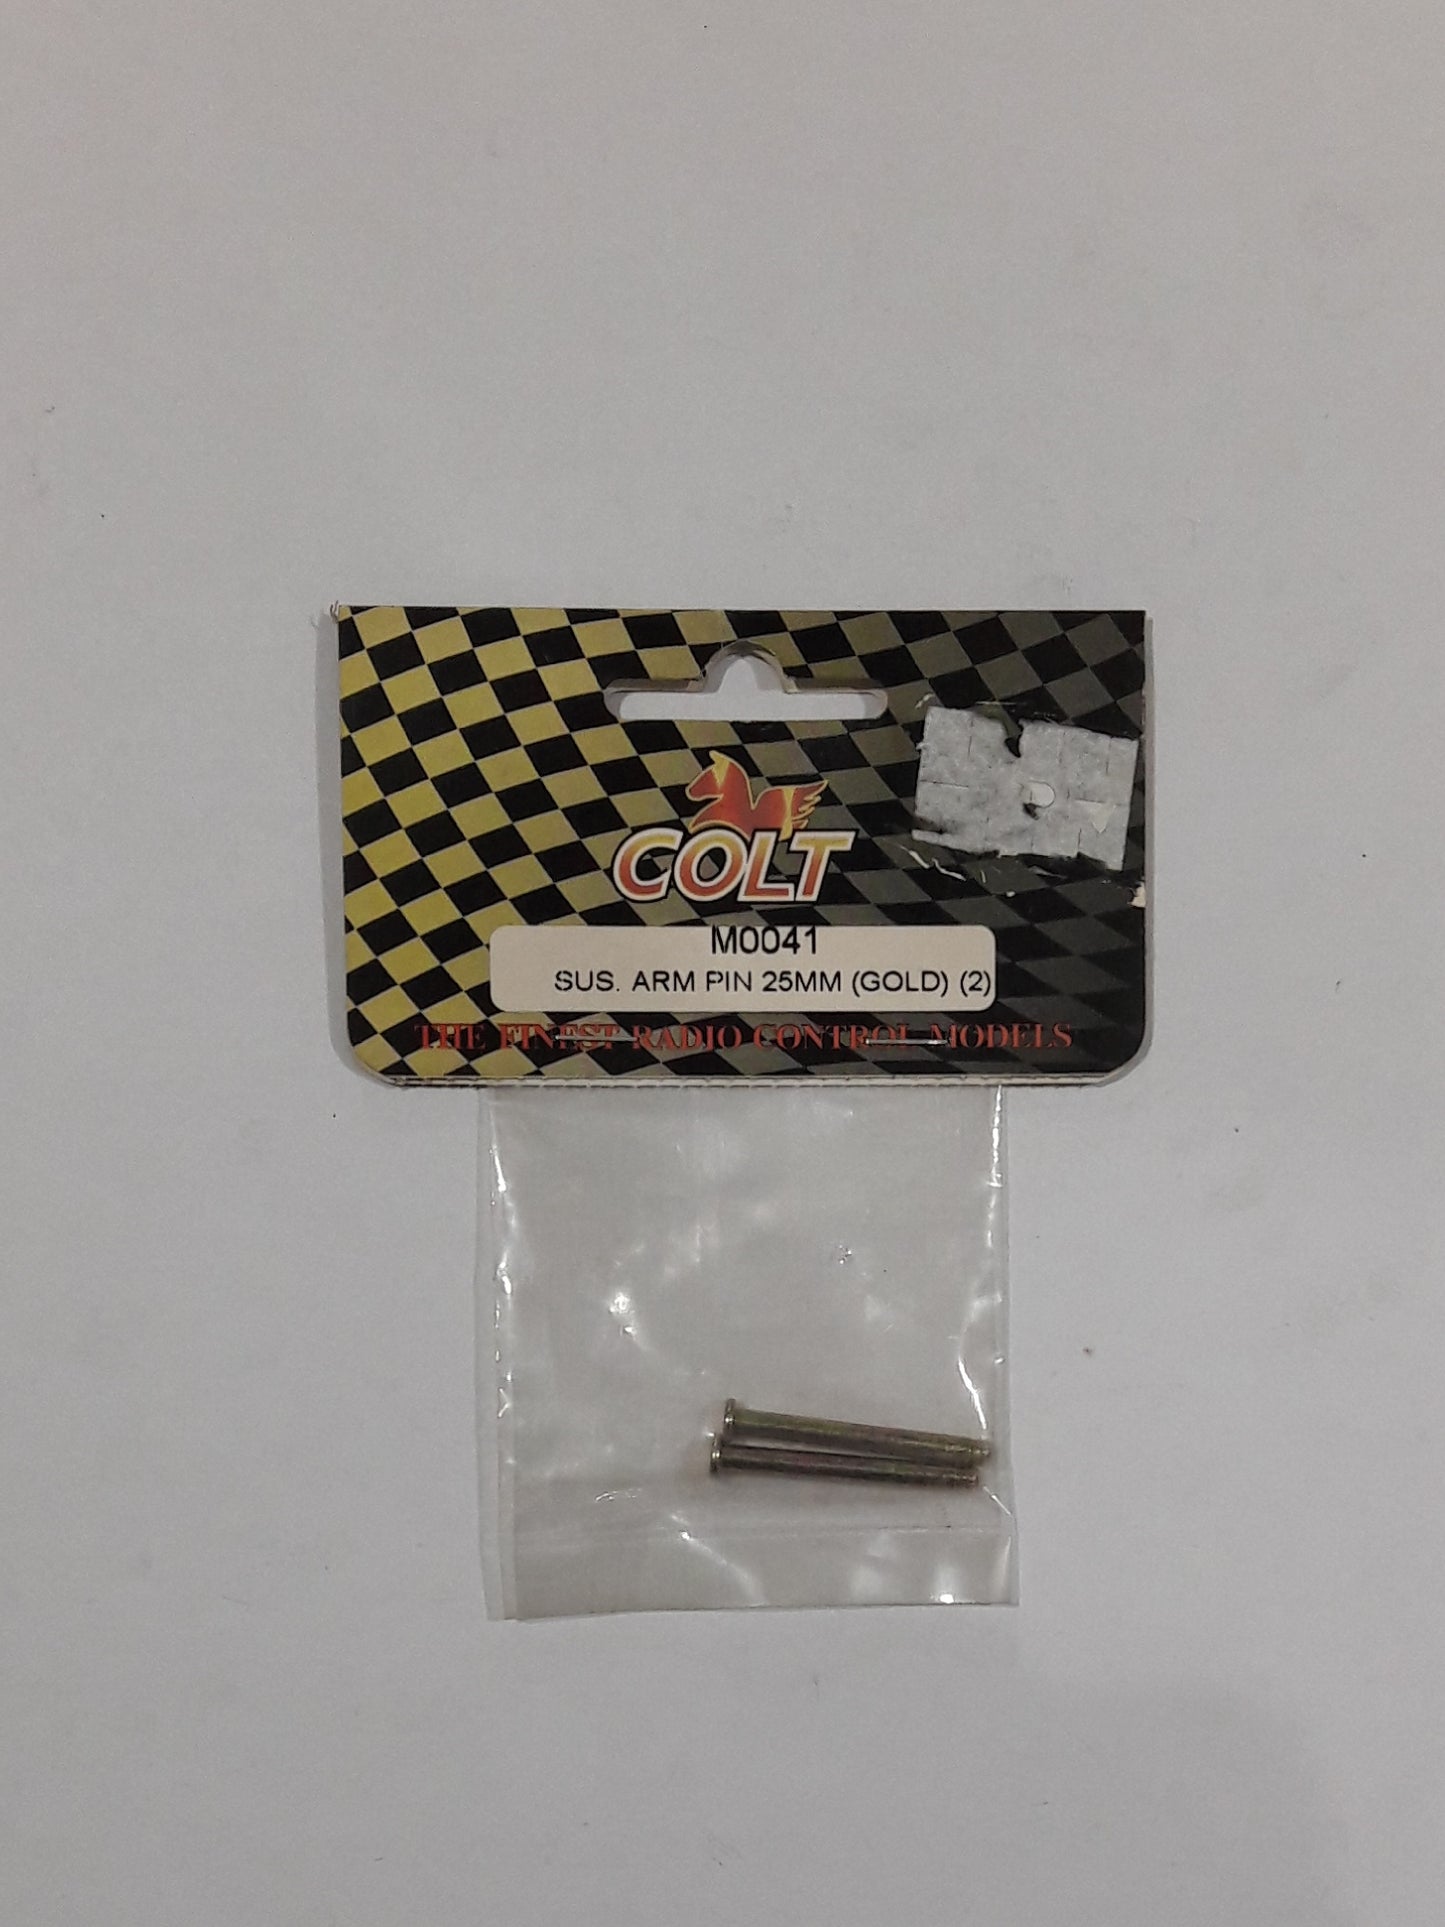 COLT
M0041
SUS. ARM PIN 25MM (GOLD) (2)
THE FINEST RADIO CONTROL MODELS